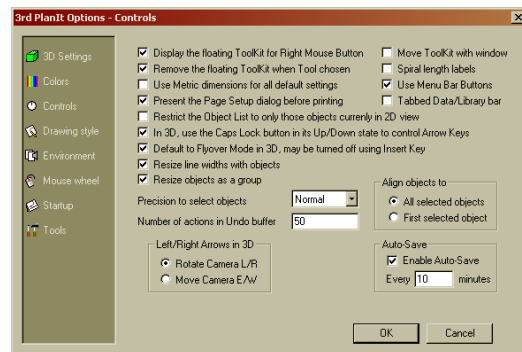 3rd PlanIt Options - Controls
3D Settings
Colors
Controls
Drawing style
Environment
Mouse wheel
Startup
Tools
Display the floating ToolKit for Right Mouse Button
Move ToolKit with window
Remove the floating ToolKit when Tool chosen
Spiral length labels
Use Metric dimensions for all default settings
Use Menu Bar Buttons
Present the Page Setup dialog before printing
Tabbed Data/Library bar
Restrict the Object List to only those objects currenly in 2D view
In 3D, use the Caps Lock button in its Up/Down state to control Arrow Keys
Default to Flyover Mode in 3D, may be turned off using Insert Key
Resize line widths with objects
Resize objects as a group
Precision to select objects
Normal
Number of actions in Undo buffer
50
Align objects to
All selected objects
First selected object
Left/Right Arrows in 3D
Rotate Camera L/R
Move Camera E/W
Auto-Save
Enable Auto-Save
Every 10 minutes
OK
Cancel